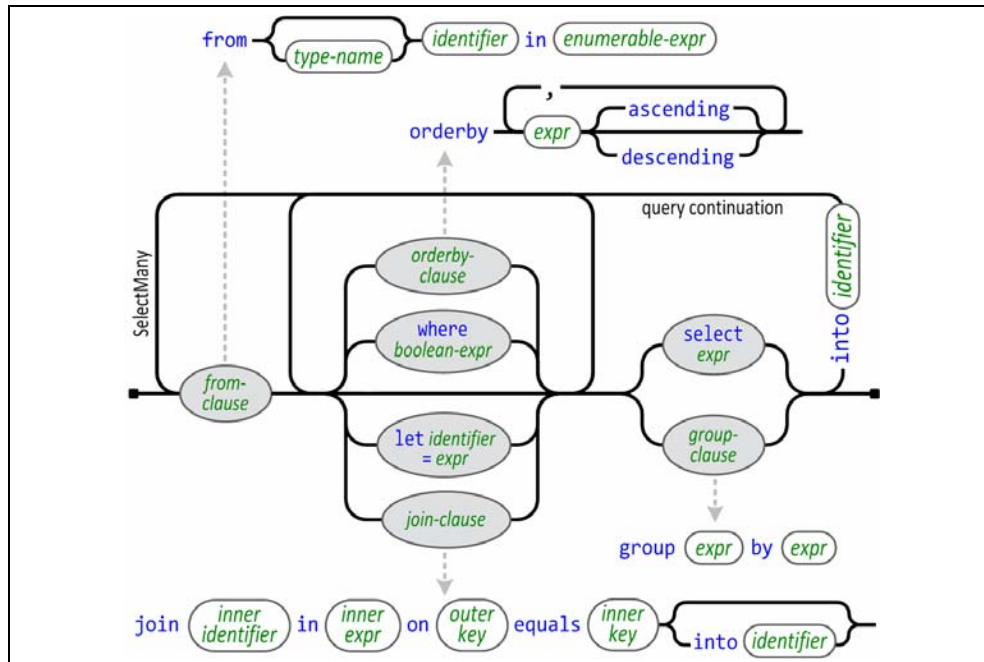 from type-name identifier in enumerable-expr
,
orderby expr ascending
descending
query continuation
SelectMany
identifier
into
orderby-
clause
where
boolean-expr
select
expr
from-
clause
let identifier
= expr
group-
clause
join-clause
group expr by expr
join inner
identifier in inner
expr on outer
key equals inner
key into identifier